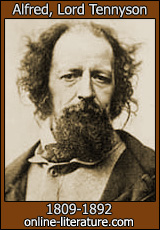 Alfred, Lord Tennyson
1809-1892
online-literature.com